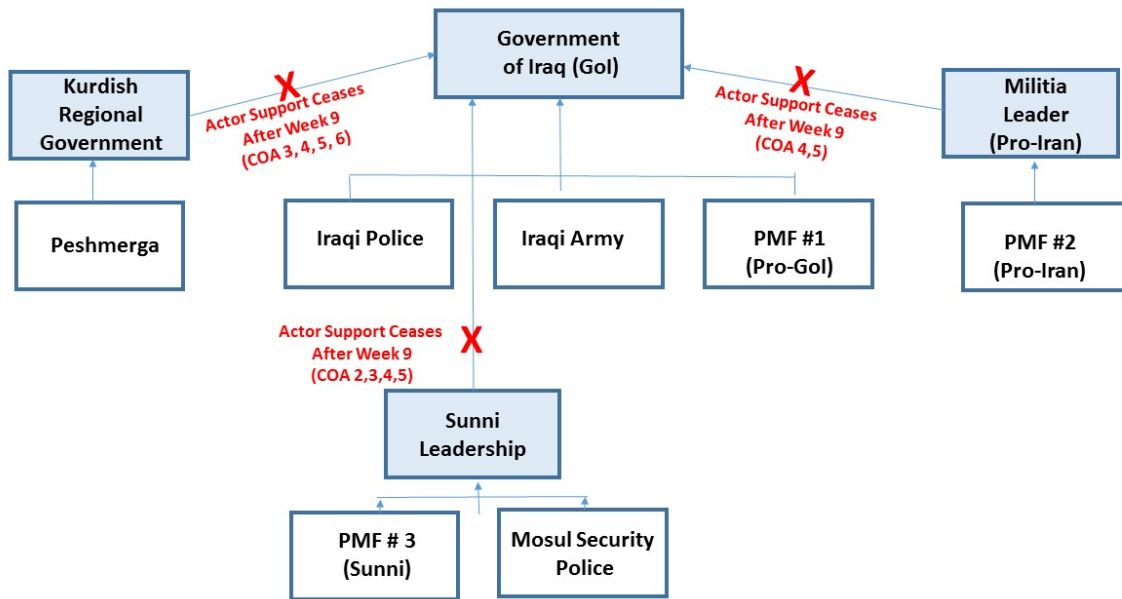 Government
of Iraq (GoI)
Kurdish
Regional
Government
X
Actor Support Ceases
After Week 9
(COA 3, 4, 5, 6)
X
Actor Support Ceases
After Week 9
(COA 4,5)
Militia
Leader
(Pro-Iran)
Peshmerga
Iraqi Police
Iraqi Army
PMF #1
(Pro-GoI)
PMF #2
(Pro-Iran)
Actor Support Ceases
After Week 9
(COA 2,3,4,5)
X
Sunni
Leadership
PMF # 3
(Sunni)
Mosul Security
Police